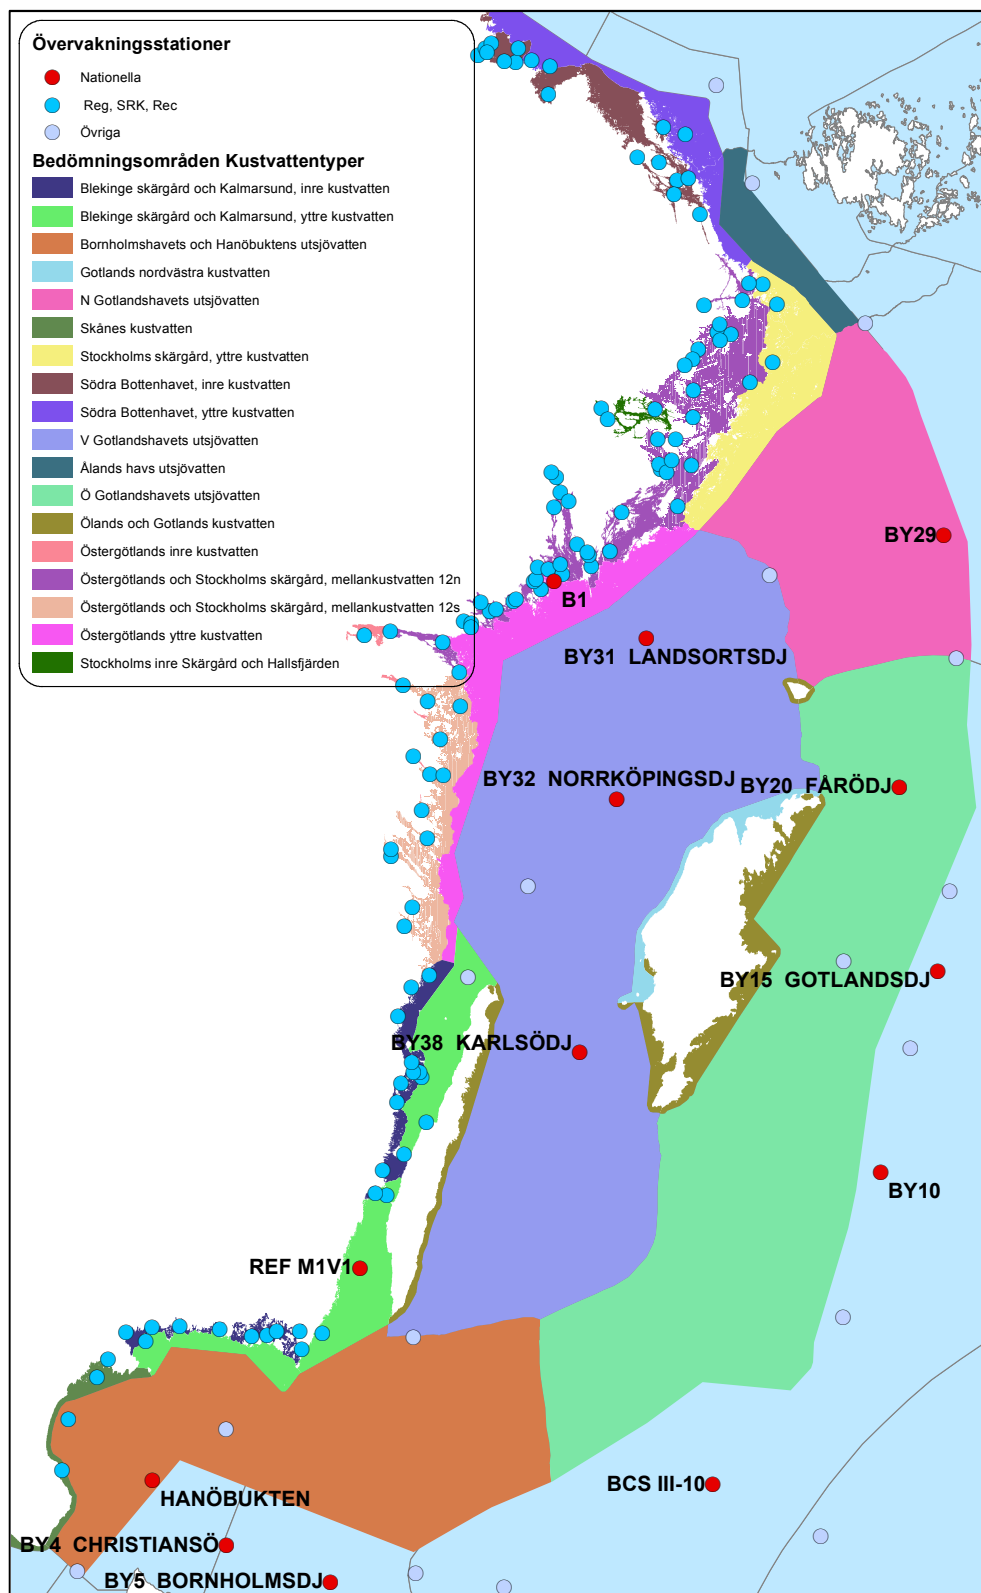 Övervakningsstationer
Nationella
Reg, SRK, Rec
Övriga
Bedömningsområden Kustvattentyper
Blekinge skärgård och Kalmarsund, inre kustvatten
Blekinge skärgård och Kalmarsund, yttre kustvatten
Bornholmshavets och Hanöbuktens utsjövatten
Gotlands nordvästra kustvatten
N Gotlandshavets utsjövatten
Skånes kustvatten
Stockholms skärgård, yttre kustvatten
Södra Bottenhavet, inre kustvatten
Södra Bottenhavet, yttre kustvatten
V Gotlandshavets utsjövatten
Ålands havs utsjövatten
Ö Gotlandshavets utsjövatten
Ölands och Gotlands kustvatten
Östergötlands inre kustvatten
Östergötlands och Stockholms skärgård, mellankustvatten 12n
Östergötlands och Stockholms skärgård, mellankustvatten 12s
Östergötlands yttre kustvatten
Stockholms inre Skärgård och Hallsfjärden
BY29
B1
BY31 LANDSORTSDJ
BY32 NORRKÖPINGSDJ
BY20 FÅRÖDJ
BY15 GOTLANDSDJ
BY38 KARLSÖDJ
BY10
REF M1V1
BCS III-10
HANÖBUKTEN
BY4 CHRISTIANSÖ
BY5 BORNHOLMSDJ